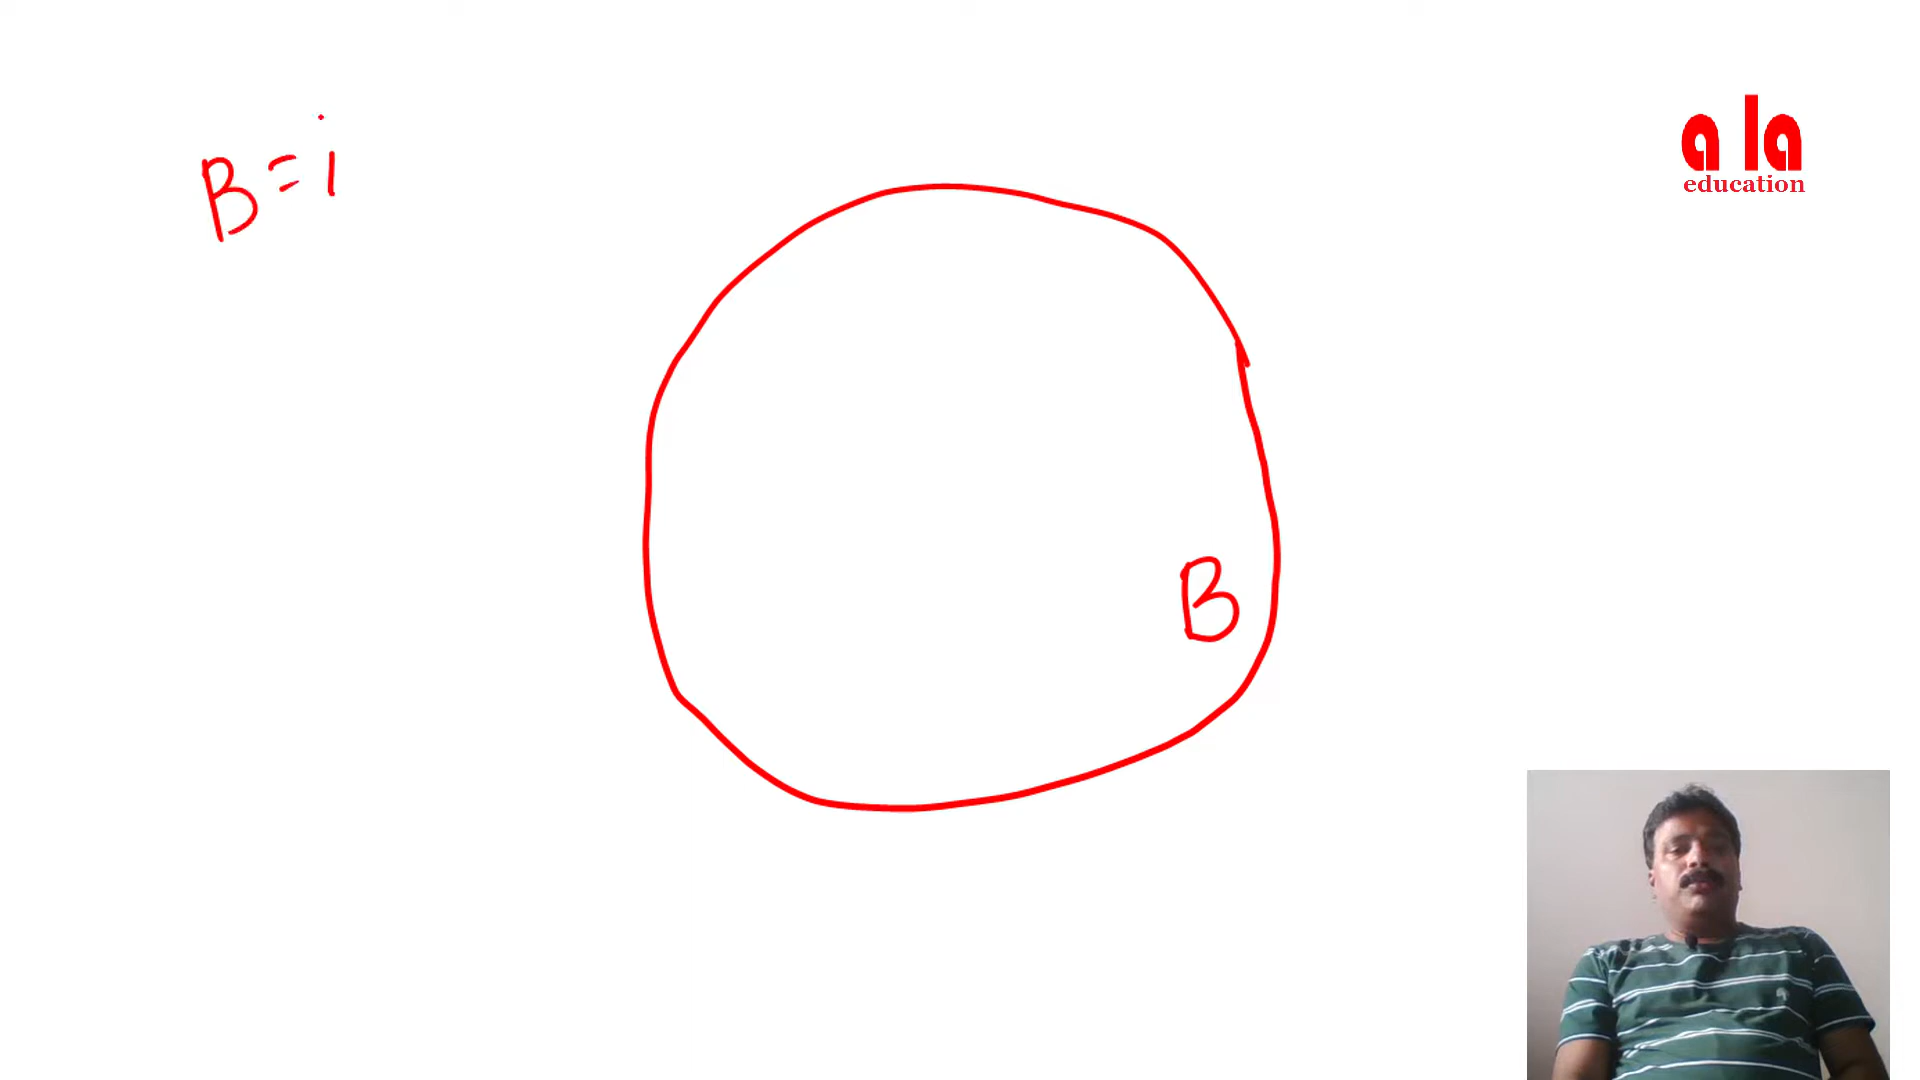 B = i
a la
education
B